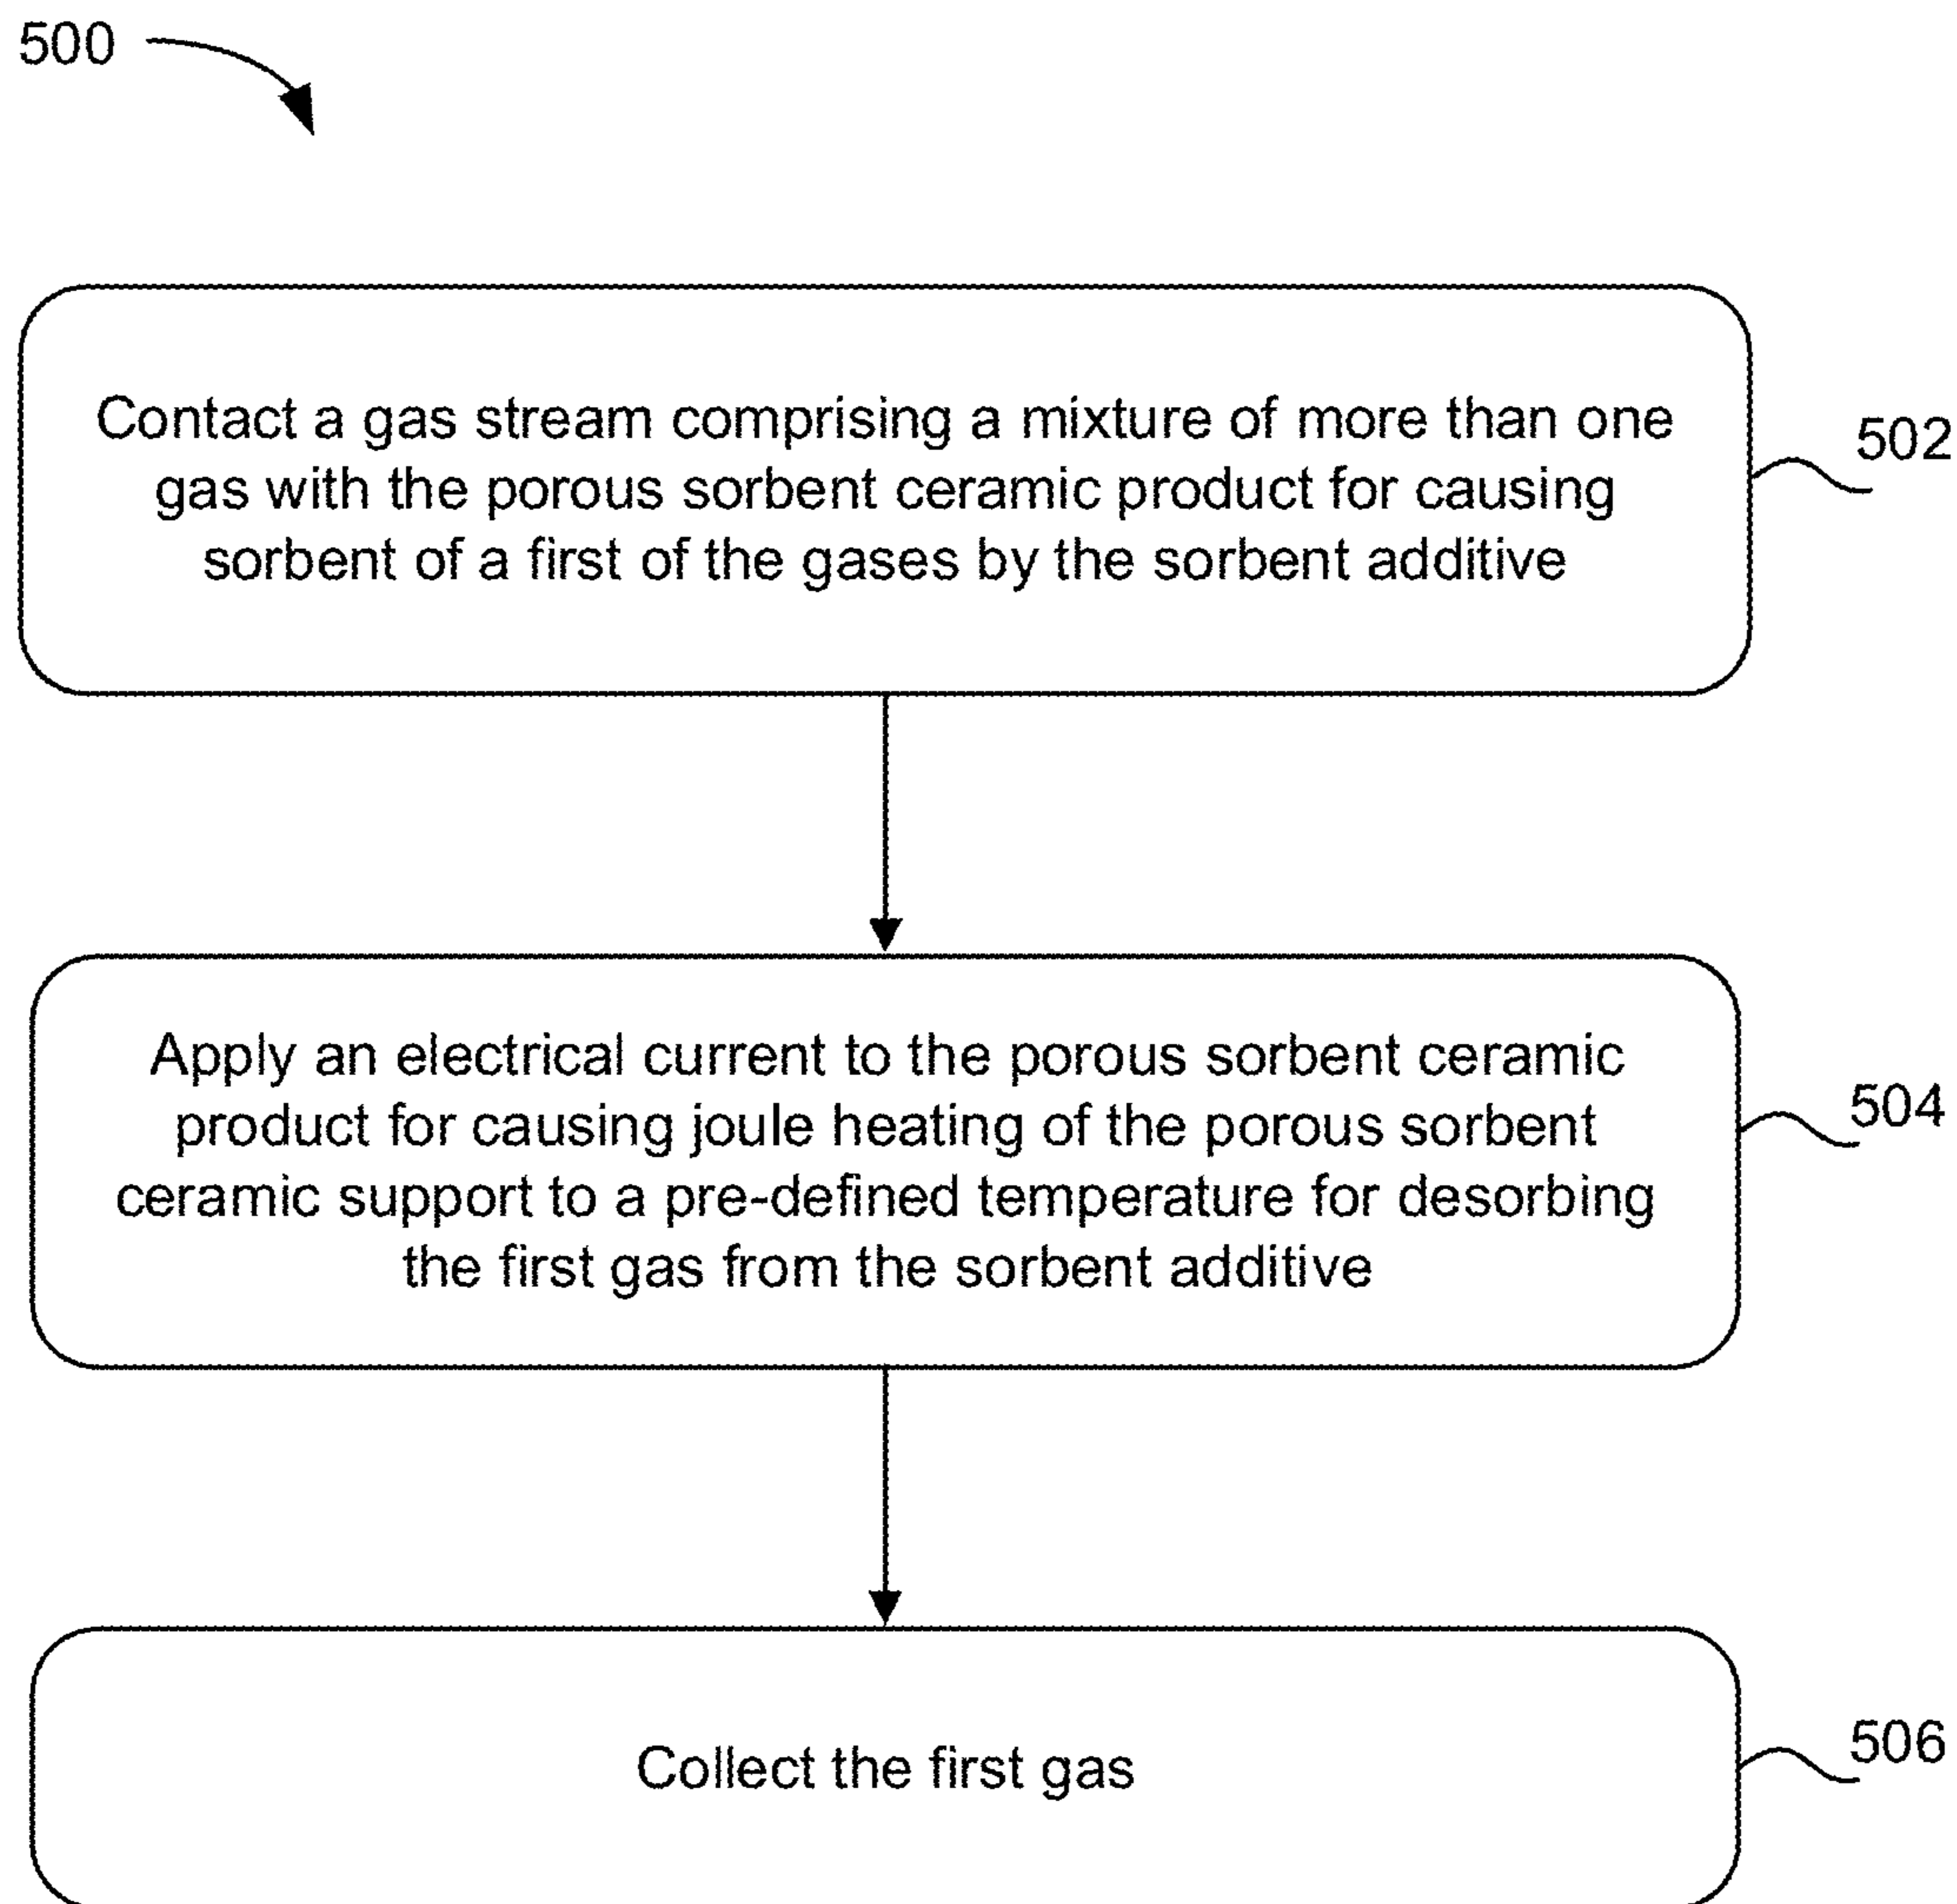 500
Contact a gas stream comprising a mixture of more than one
gas with the porous sorbent ceramic product for causing
sorbent of a first of the gases by the sorbent additive
502
Apply an electrical current to the porous sorbent ceramic
product for causing joule heating of the porous sorbent
ceramic support to a pre-defined temperature for desorbing
the first gas from the sorbent additive
504
Collect the first gas
506